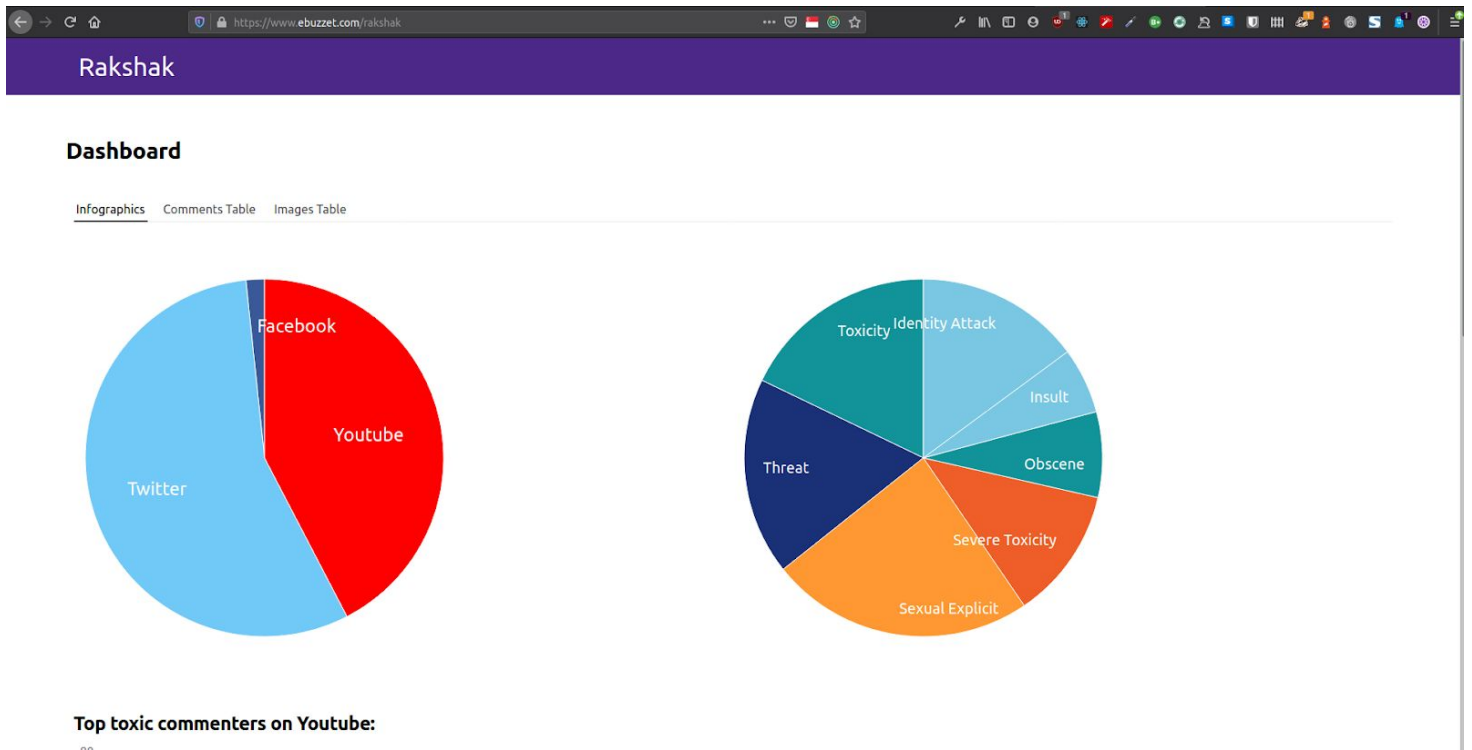 https://www.ebuzzet.com/rakshak
Rakshak
Dashboard
Infographics Comments Table Images Table
Facebook
Youtube
Twitter
Toxicity
Identity Attack
Insult
Obscene
Threat
Severe Toxicity
Sexual Explicit
Top toxic commenters on Youtube: